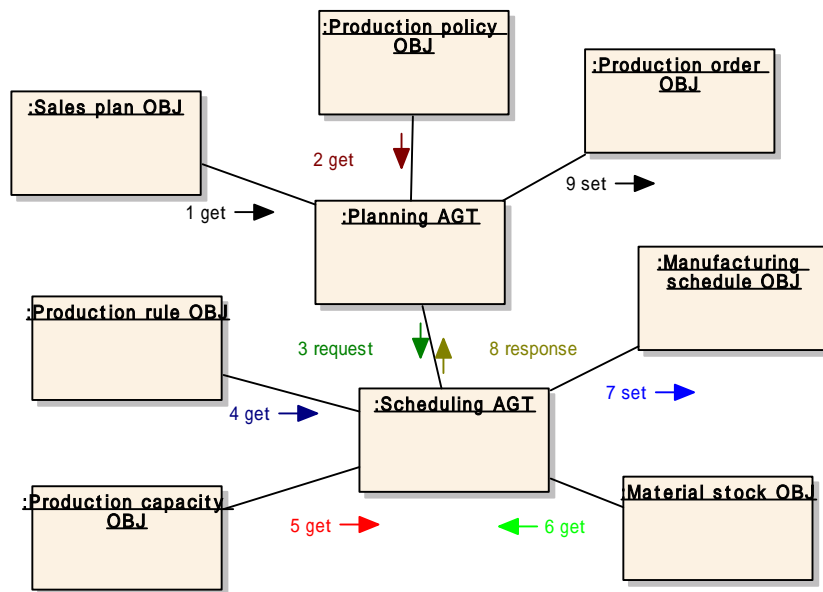 :Production policy
OBJ
:Production order
OBJ
:Sales plan OBJ
2 get
9 set
1 get
:Planning AGT
:Manufacturing
schedule OBJ
:Production rule OBJ
3 request
8 response
7 set
4 get
:Scheduling AGT
:Production capacity
OBJ
:Material stock OBJ
5 get
6 get